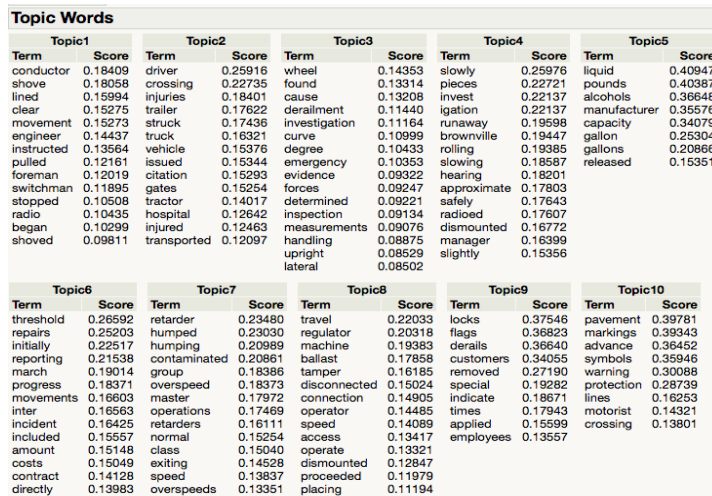 Topic Words
Topic1 Topic2 Topic3 Topic4 Topic5
Term Score Term Score Term Score Term Score Term Score
conductor 0.18409 driver 0.25916 wheel 0.14353 slowly 0.25976 liquid 0.40947
shove 0.18058 crossing 0.22735 found 0.13314 pieces 0.22721 pounds 0.40387
lined 0.15994 injuries 0.18401 cause 0.13208 invest 0.22137 alcohols 0.36648
clear 0.15275 trailer 0.17622 derailment 0.11440 igation 0.22137 manufacturer 0.35576
movement 0.15273 struck 0.17436 investigation 0.11164 runaway 0.19598 capacity 0.34079
engineer 0.14437 truck 0.16321 curve 0.10999 brownville 0.19447 gallon 0.25304
instructed 0.13564 vehicle 0.15376 degree 0.10433 rolling 0.19385 gallons 0.20866
pulled 0.12161 issued 0.15344 emergency 0.10353 slowing 0.18587 released 0.15351
foreman 0.12019 citation 0.15293 evidence 0.09322 hearing 0.18201
switchman 0.11895 gates 0.15254 forces 0.09247 approximate 0.17803
stopped 0.10508 tractor 0.14017 determined 0.09221 safely 0.17643
radio 0.10435 hospital 0.12642 inspection 0.09134 radioed 0.17607
began 0.10299 injured 0.12463 measurements 0.09076 dismounted 0.16772
shoved 0.09811 transported 0.12097 handling 0.08875 manager 0.16399
upright 0.08529 slightly 0.15356
lateral 0.08502
Topic6 Topic7 Topic8 Topic9 Topic10
Term Score Term Score Term Score Term Score Term Score
threshold 0.26592 retarder 0.23480 travel 0.22033 locks 0.37546 pavement 0.39781
repairs 0.25203 humped 0.23030 regulator 0.20318 flags 0.36823 markings 0.39343
initially 0.22517 humping 0.20989 machine 0.19383 derails 0.36640 advance 0.36452
reporting 0.21538 contaminated 0.20861 ballast 0.17858 customers 0.34055 symbols 0.35946
march 0.19014 group 0.18386 tamper 0.16185 removed 0.27190 warning 0.30088
progress 0.18371 overspeed 0.18373 disconnected 0.15024 special 0.19282 protection 0.28739
movements 0.16603 master 0.17972 connection 0.14905 indicate 0.18671 lines 0.16253
inter 0.16563 operations 0.17469 operator 0.14485 times 0.17943 motorist 0.14321
incident 0.16425 retarders 0.16111 speed 0.14089 applied 0.15599 crossing 0.13801
included 0.15557 normal 0.15254 access 0.13417 employees 0.13557
amount 0.15148 class 0.15040 operate 0.13321
costs 0.15049 exiting 0.14528 dismounted 0.12847
contract 0.14128 speed 0.13837 proceeded 0.11979
directly 0.13983 overspeeds 0.13351 placing 0.11194